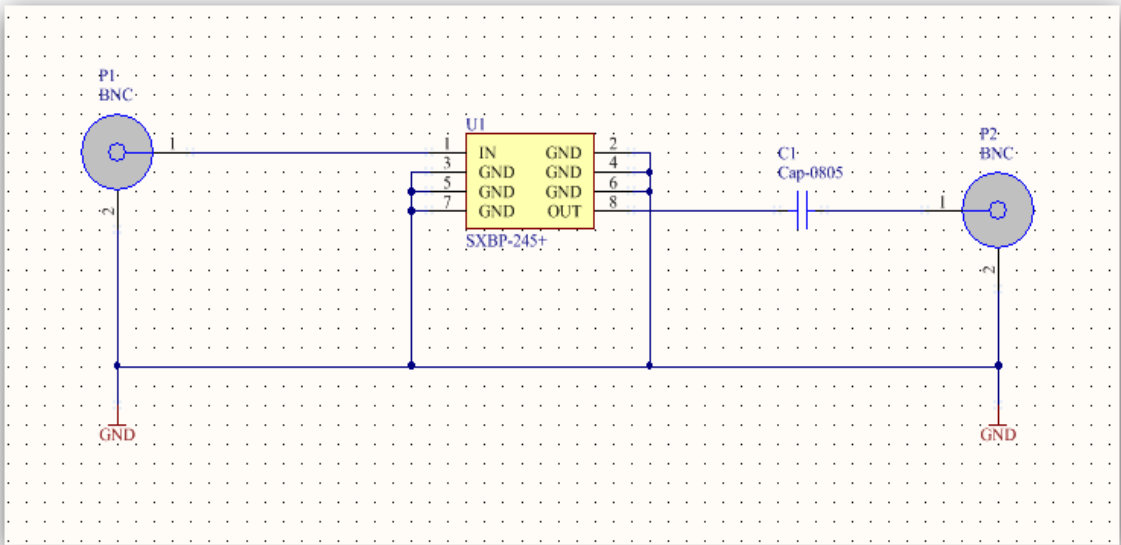 P1
BNC
1
2
U1
1
3
5
7
IN
GND
GND
GND
GND
GND
GND
OUT
2
4
6
8
SXBP-245+
C1
Cap-0805
P2
BNC
1
2
GND
GND